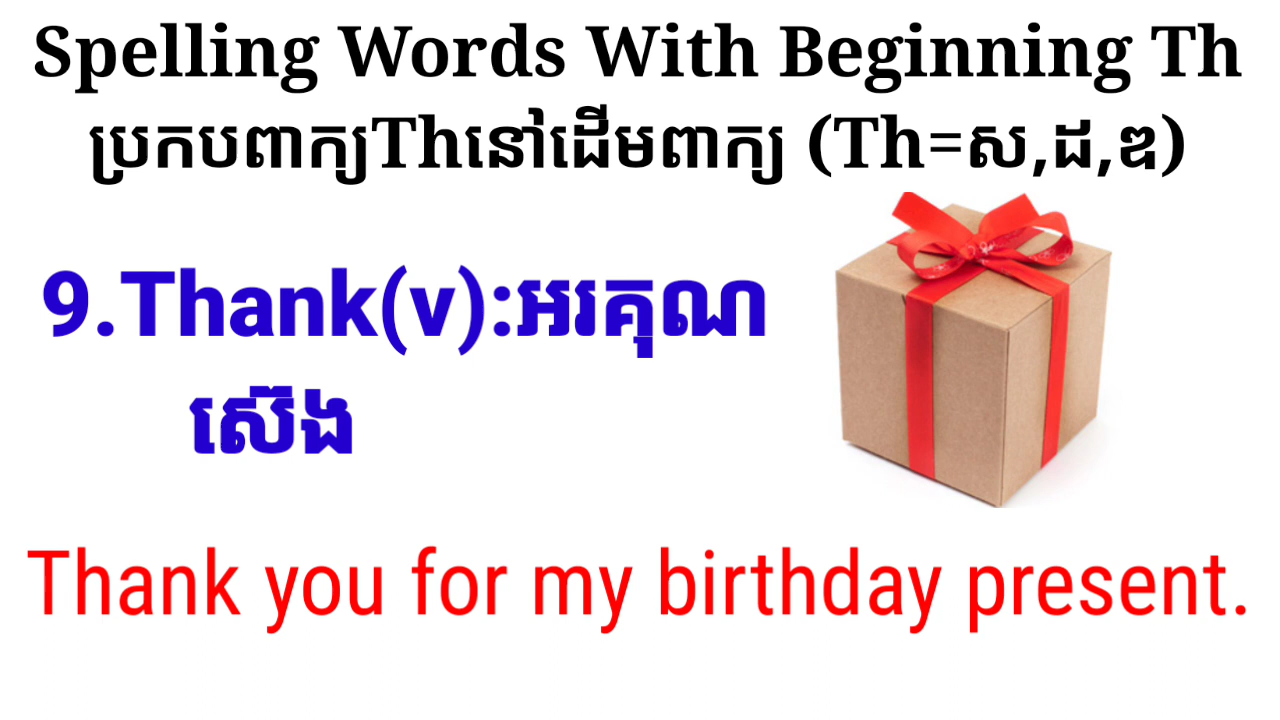 Spelling Words With Beginning Th
ប្រកបពាក្យThនៅដើមពាក្យ (Th=ស,ដ,ឌ)
9.Thank(v):អរគុណ
ស៊េង
Thank you for my birthday present.